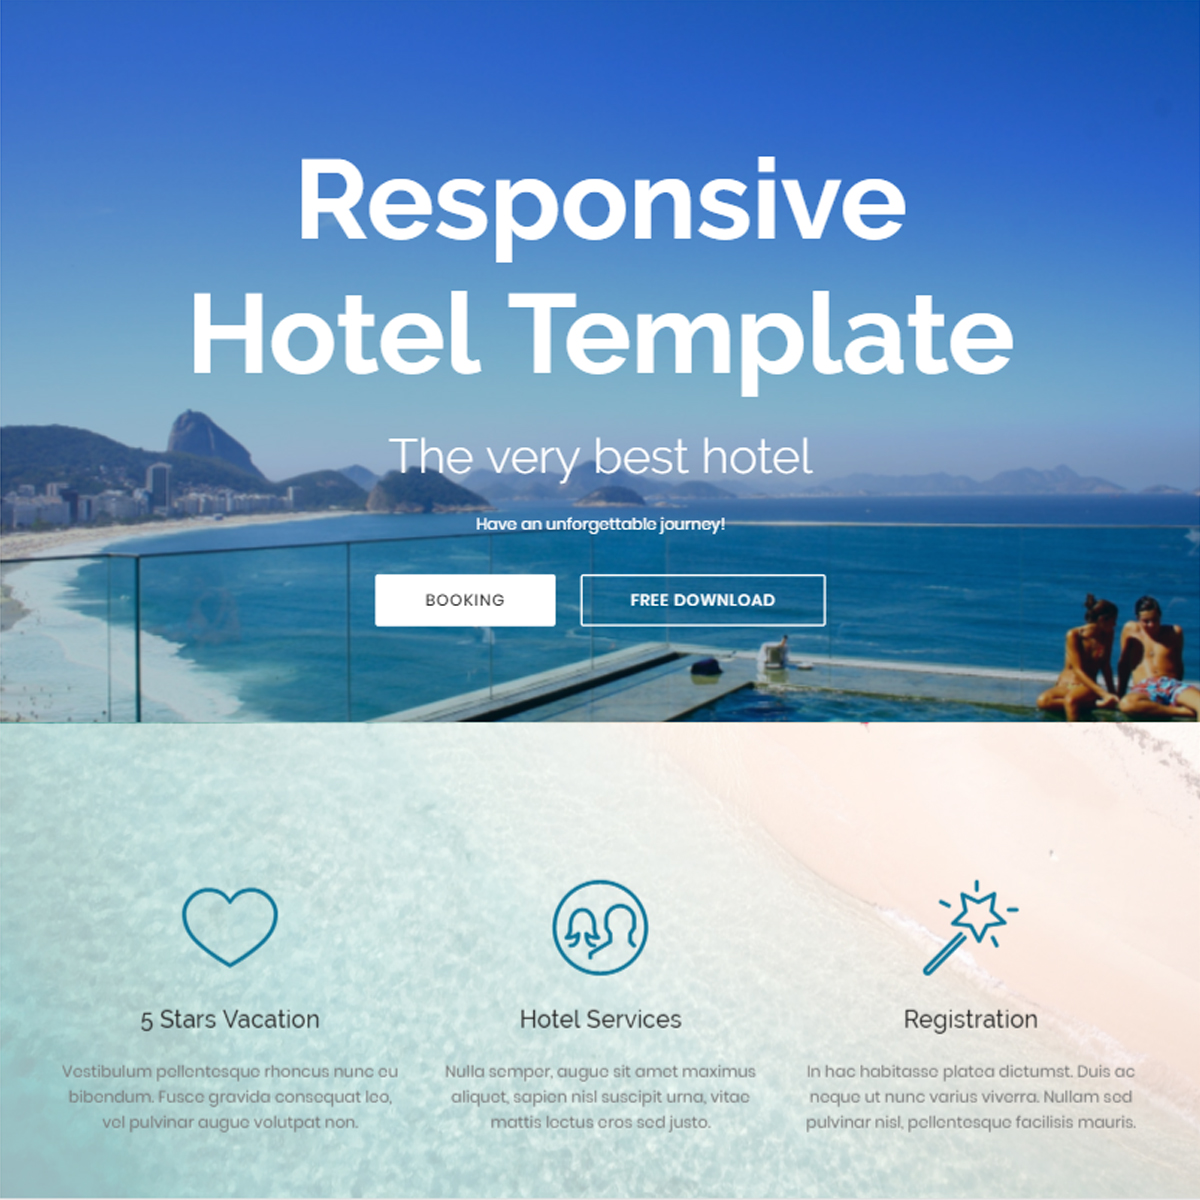 Responsive
Hotel Template
The very best hotel
Have an unforgettable journey!
BOOKING
FREE DOWNLOAD
5 Stars Vacation
Hotel Services
Registration
Vestibulum pellentesque rhoncus nunc eu
bibendum. Fusce gravida consequat leo,
vel pulvinar augue volutpat non.
Nulla semper, augue sit amet maximus
aliquet, sapien nisl suscipit urna, vitae
mattis lectus eros sed justo.
In hac habitasse platea dictumst. Duis ac
neque ut nunc varius viverra. Nullam sed
pulvinar nisl, pellentesque facilisis mauris.